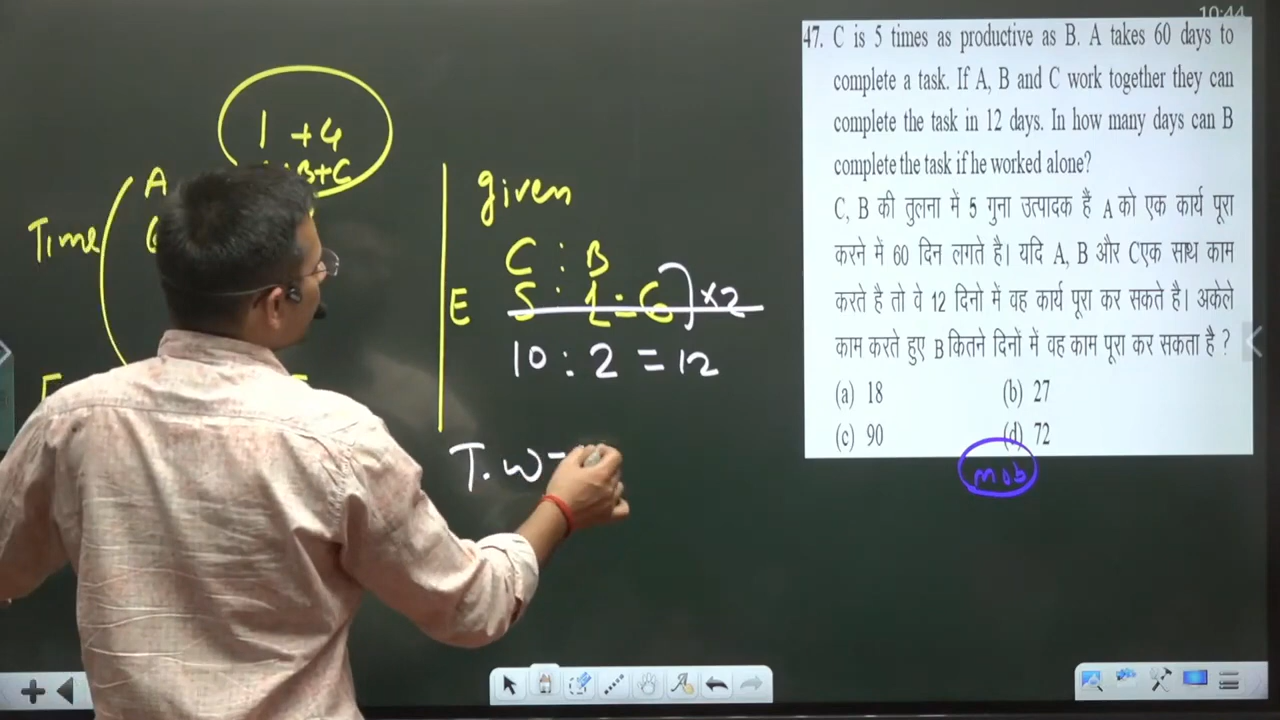 10:44
1 + 4
A B+C
Time
given
C : B
E 5 : 1 = 6 ] ×2
10 : 2 = 12
T.W=
47. C is 5 times as productive as B. A takes 60 days to
complete a task. If A, B and C work together they can
complete the task in 12 days. In how many days can B
complete the task if he worked alone?
C, B की तुलना में 5 गुना उत्पादक हैं A को एक कार्य पूरा
करने में 60 दिन लगते है। यदि A, B और C एक साथ काम
करते है तो वे 12 दिनो में वह कार्य पूरा कर सकते है। अकेले
काम करते हुए B कितने दिनों में वह काम पूरा कर सकता है ?
(a) 18 (b) 27
(c) 90 (d) 72
mob